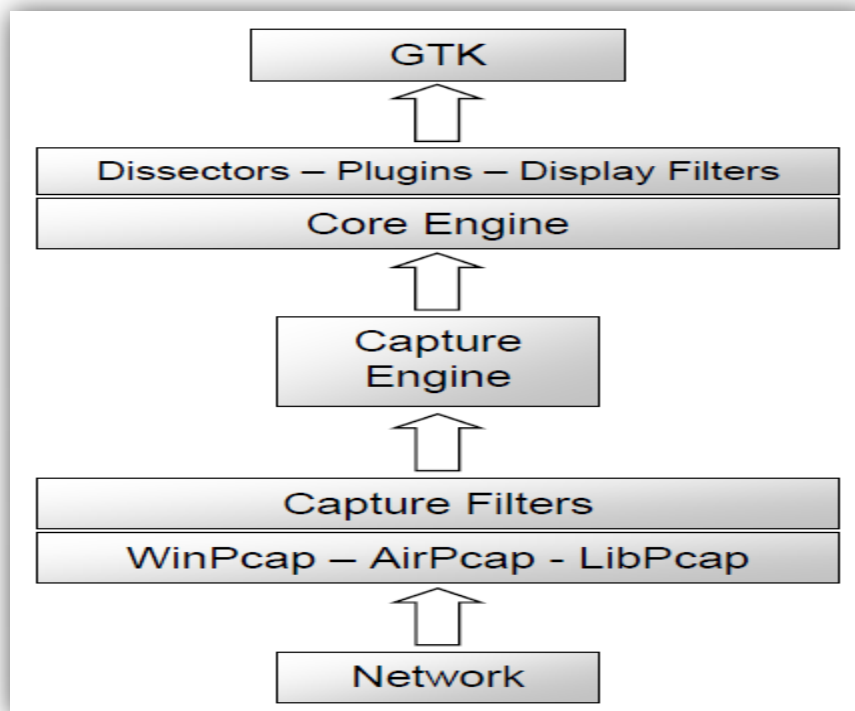 GTK
Dissectors – Plugins – Display Filters
Core Engine
Capture
Engine
Capture Filters
WinPcap – AirPcap - LibPcap
Network